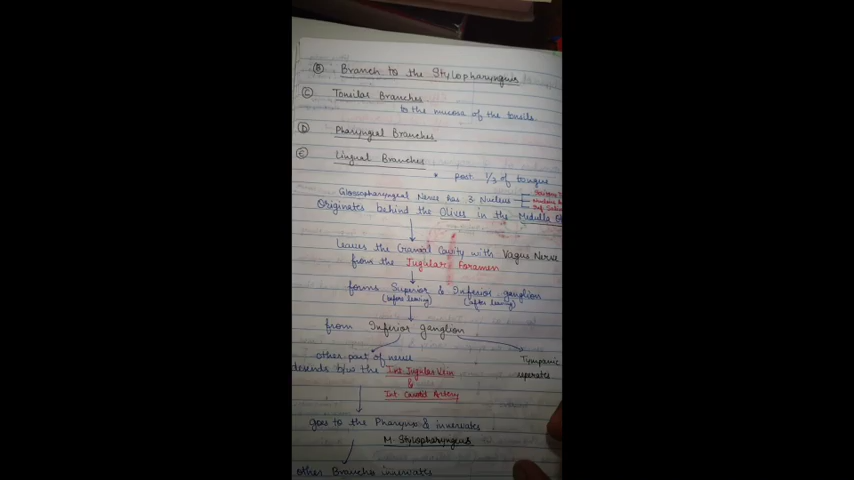 B Branch to the Stylopharyngeus
C Tonsilar Branches
to the mucosa of the tonsils
D Pharyngeal Branches
E Lingual Branches
* post 1/3 of tongue
Glossopharyngeal Nerve has 3 Nucleus
Originates behind the Olives in the Medulla
Leaves the Cranial Cavity with Vagus Nerve
from the Jugular Foramen
forms Superior & Inferior ganglion
(before leaving) (after leaving)
from Inferior ganglion
other part of nerve
desends b/w the Int Jugular Vein
&
Int Carotid Artery
Tympanic
seperates
goes to the Pharynx & innervates
M. Stylopharyngeus
other Branches innervates